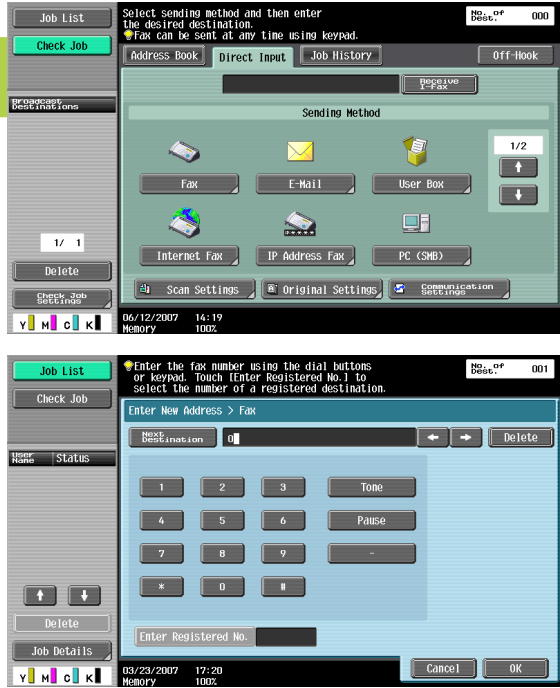 Job List
Check Job
Broadcast
Destinations
1/ 1
Delete
Check Job
Settings
Y M C K
Select sending method and then enter
the desired destination.
Fax can be sent at any time using keypad.
No. of
Dest. 000
Address Book Direct Input Job History Off-Hook
Receive
I-Fax
Sending Method
Fax E-Mail User Box
1/2
Internet Fax IP Address Fax PC (SMB)
Scan Settings Original Settings Communication
Settings
06/12/2007 14:19
Memory 100%
Job List
Check Job
User
Name Status
Delete
Job Details
Y M C K
Enter the fax number using the dial buttons
or keypad. Touch [Enter Registered No.] to
select the number of a registered destination.
No. of
Dest. 001
Enter New Address > Fax
Next
Destination 0 Delete
1 2 3 Tone
4 5 6 Pause
7 8 9 -
* 0 #
Enter Registered No.
03/23/2007 17:20
Memory 100%
Cancel OK